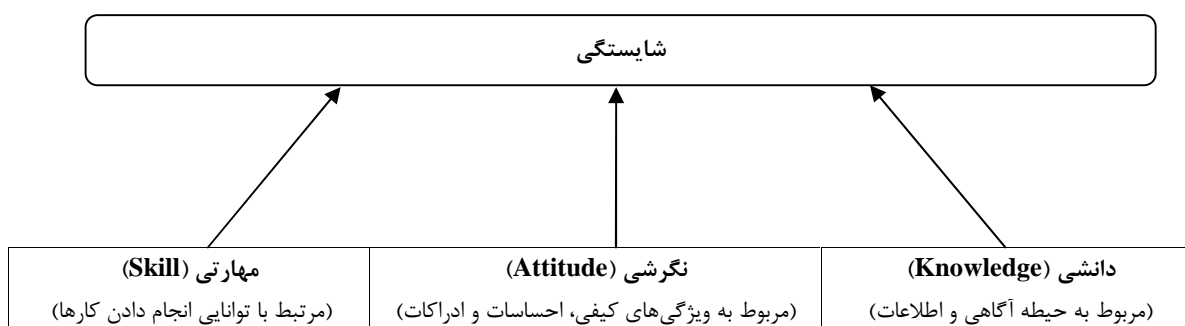 شایستگی
دانشی (Knowledge)
(مربوط به حیطه آگاهی و اطلاعات)
نگرشی (Attitude)
(مربوط به ویژگی‌های کیفی، احساسات و ادراکات)
مهارتی (Skill)
(مرتبط با توانایی انجام دادن کارها)